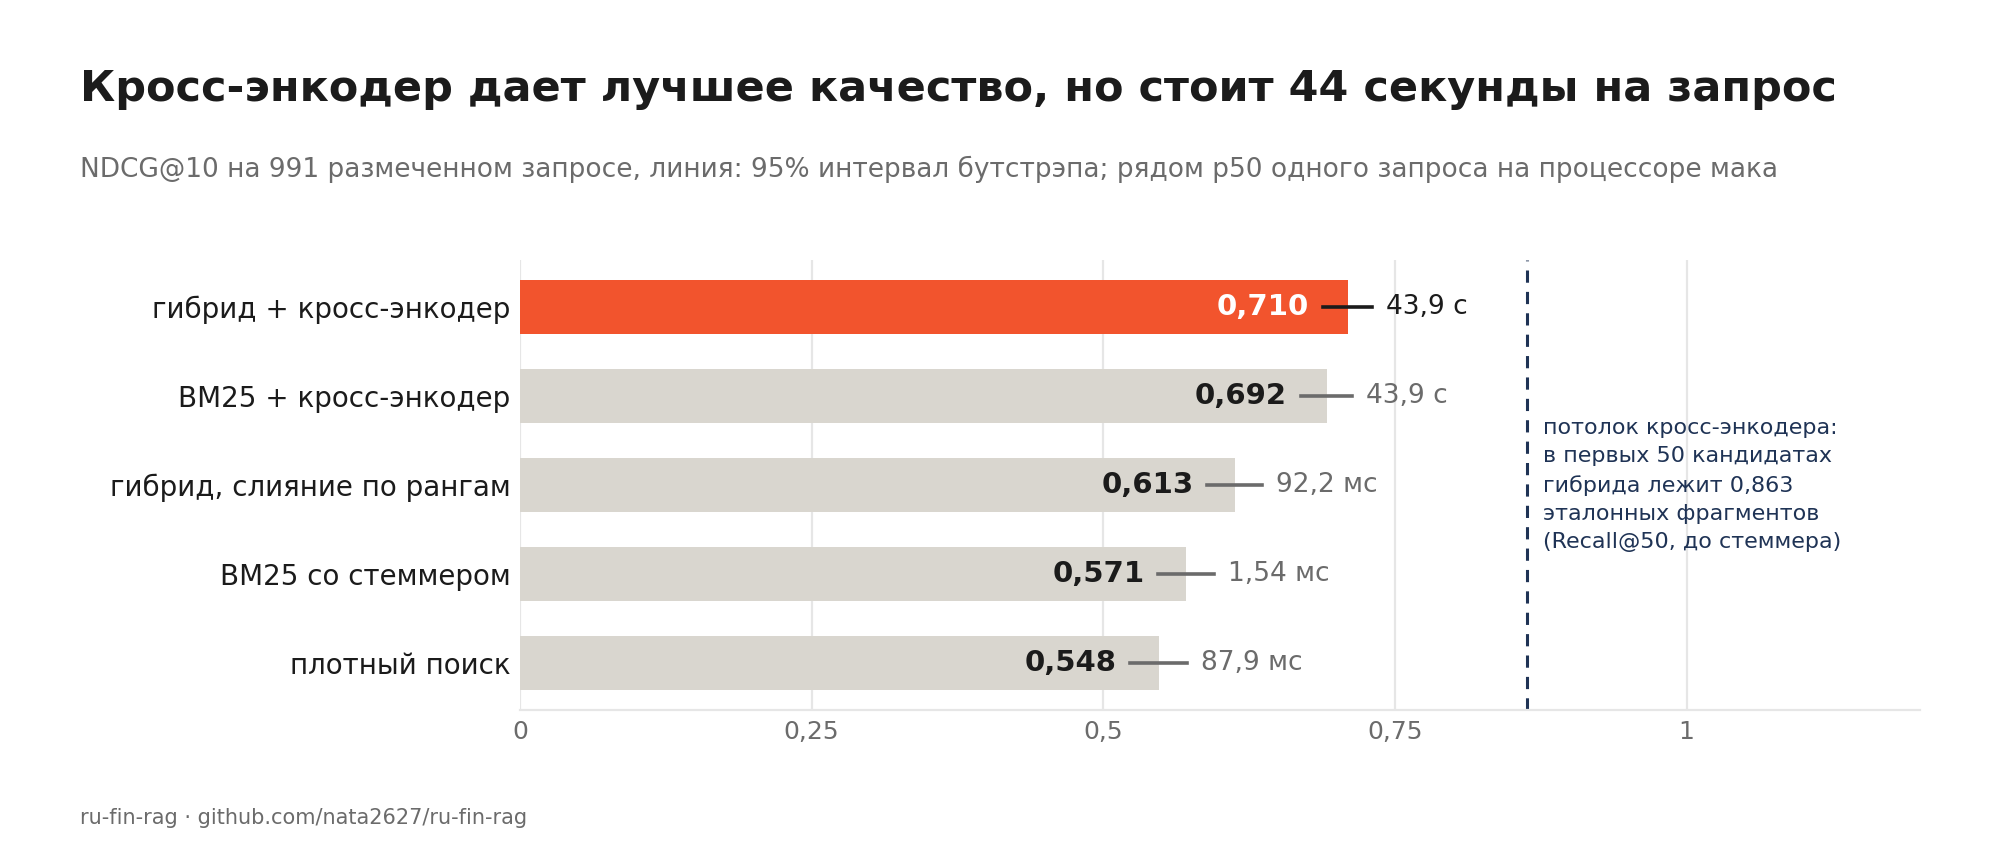 Кросс-энкодер дает лучшее качество, но стоит 44 секунды на запрос
NDCG@10 на 991 размеченном запросе, линия: 95% интервал бутстрэпа; рядом p50 одного запроса на процессоре мака
гибрид + кросс-энкодер 0,710 43,9 с
BM25 + кросс-энкодер 0,692 43,9 с
гибрид, слияние по рангам 0,613 92,2 мс
BM25 со стеммером 0,571 1,54 мс
плотный поиск 0,548 87,9 мс
потолок кросс-энкодера:
в первых 50 кандидатах
гибрида лежит 0,863
эталонных фрагментов
(Recall@50, до стеммера)
0 0,25 0,5 0,75 1
ru-fin-rag · github.com/nata2627/ru-fin-rag